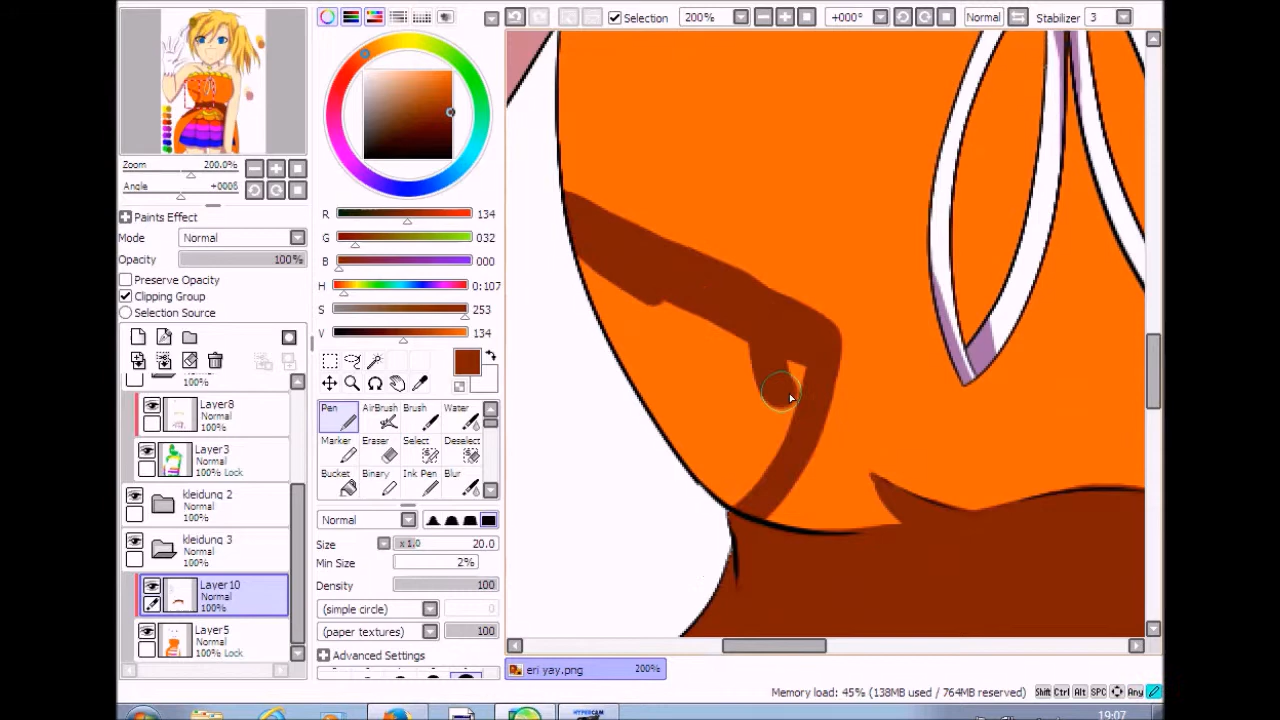 Selection 200% +000° Normal Stabilizer 3
Zoom 200.0%
Angle +0006
Paints Effect
Mode Normal
Opacity 100%
Preserve Opacity
Clipping Group
Selection Source
100%
Layer8
Normal
100%
Layer3
Normal
100% Lock
kleidung 2
Normal
100%
kleidung 3
Normal
100%
Layer10
Normal
100%
Layer5
Normal
100% Lock
R 134
G 032
B 000
H 0:107
S 253
V 134
Pen AirBrush Brush Water
Marker Eraser Select Deselect
Bucket Binary Ink Pen Blur
Normal
Size x 1.0 20.0
Min Size 2%
Density 100
(simple circle) 0
(paper textures) 100
Advanced Settings
eri yay.png 200%
Memory load: 45% (138MB used / 764MB reserved) Shift Ctrl Alt SPC Any
HYPERCAM
19:07